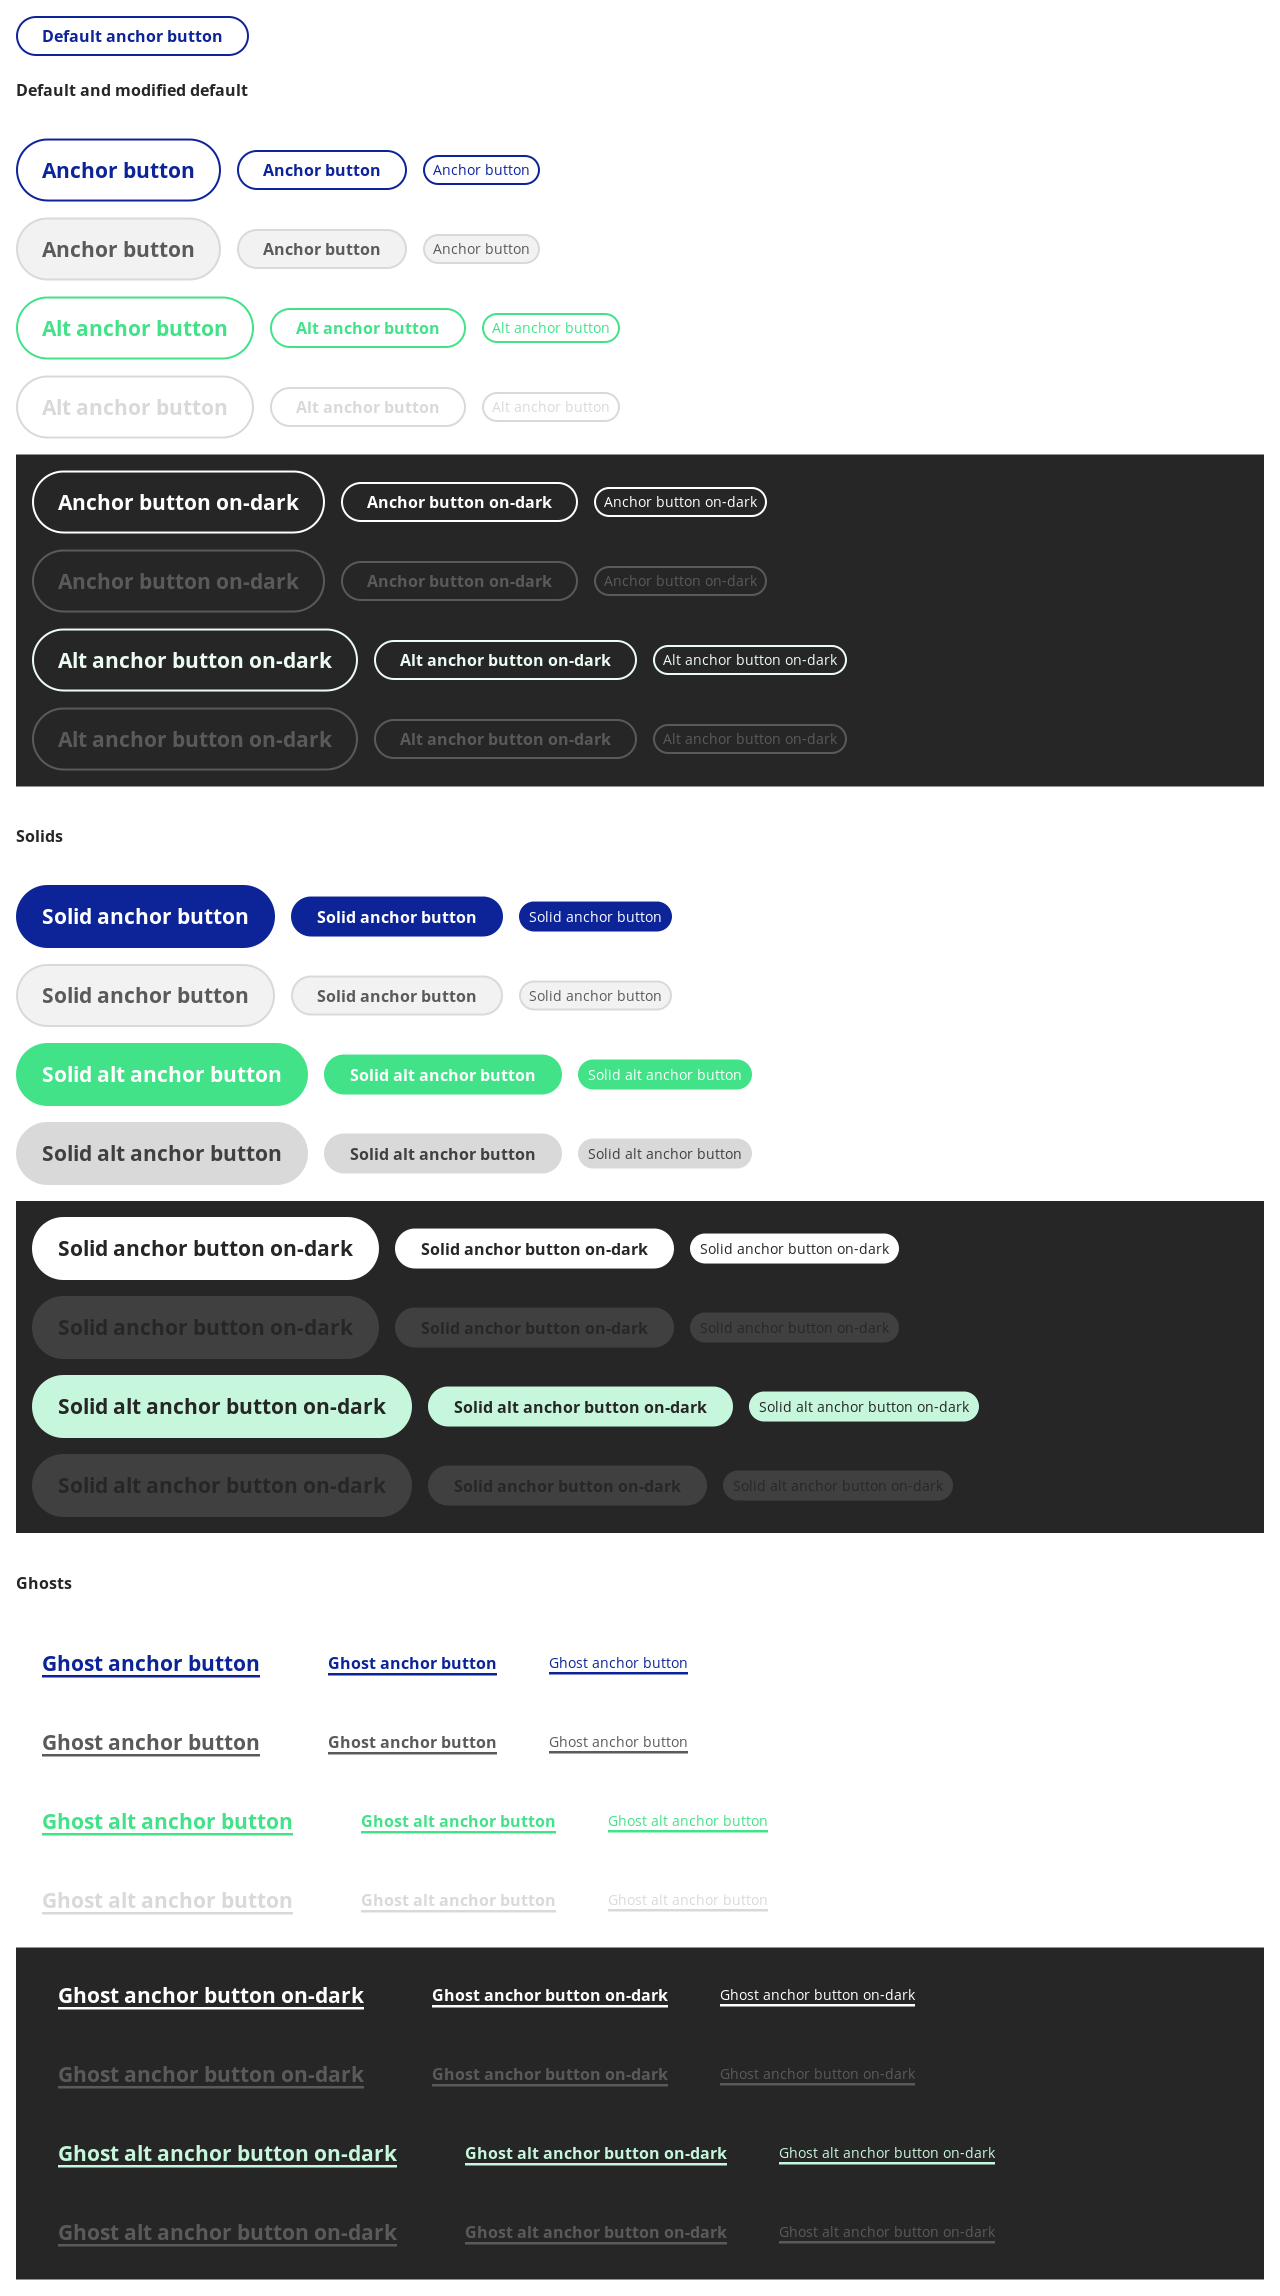 Default anchor button
Default and modified default
Anchor button Anchor button Anchor button
Anchor button Anchor button Anchor button
Alt anchor button Alt anchor button Alt anchor button
Alt anchor button Alt anchor button Alt anchor button
Anchor button on-dark Anchor button on-dark Anchor button on-dark
Anchor button on-dark Anchor button on-dark Anchor button on-dark
Alt anchor button on-dark Alt anchor button on-dark Alt anchor button on-dark
Alt anchor button on-dark Alt anchor button on-dark Alt anchor button on-dark
Solids
Solid anchor button Solid anchor button Solid anchor button
Solid anchor button Solid anchor button Solid anchor button
Solid alt anchor button Solid alt anchor button Solid alt anchor button
Solid alt anchor button Solid alt anchor button Solid alt anchor button
Solid anchor button on-dark Solid anchor button on-dark Solid anchor button on-dark
Solid anchor button on-dark Solid anchor button on-dark Solid anchor button on-dark
Solid alt anchor button on-dark Solid alt anchor button on-dark Solid alt anchor button on-dark
Solid alt anchor button on-dark Solid anchor button on-dark Solid alt anchor button on-dark
Ghosts
Ghost anchor button Ghost anchor button Ghost anchor button
Ghost anchor button Ghost anchor button Ghost anchor button
Ghost alt anchor button Ghost alt anchor button Ghost alt anchor button
Ghost alt anchor button Ghost alt anchor button Ghost alt anchor button
Ghost anchor button on-dark Ghost anchor button on-dark Ghost anchor button on-dark
Ghost anchor button on-dark Ghost anchor button on-dark Ghost anchor button on-dark
Ghost alt anchor button on-dark Ghost alt anchor button on-dark Ghost alt anchor button on-dark
Ghost alt anchor button on-dark Ghost alt anchor button on-dark Ghost alt anchor button on-dark